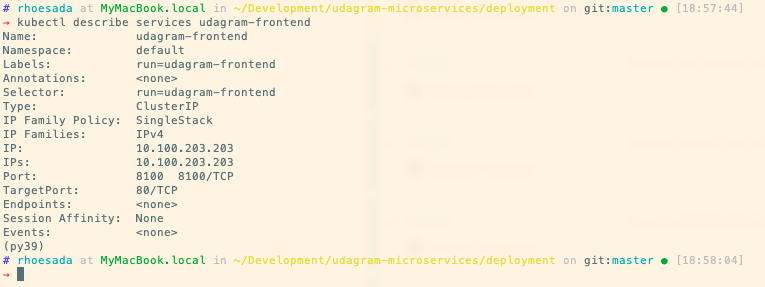 # rhoesada at MyMacBook.local in ~/Development/udagram-microservices/deployment on git:master ● [18:57:44]
→ kubectl describe services udagram-frontend
Name:              udagram-frontend
Namespace:         default
Labels:            run=udagram-frontend
Annotations:       <none>
Selector:          run=udagram-frontend
Type:              ClusterIP
IP Family Policy:  SingleStack
IP Families:       IPv4
IP:                10.100.203.203
IPs:               10.100.203.203
Port:              8100  8100/TCP
TargetPort:        80/TCP
Endpoints:         <none>
Session Affinity:  None
Events:            <none>
(py39)
# rhoesada at MyMacBook.local in ~/Development/udagram-microservices/deployment on git:master ● [18:58:04]
→